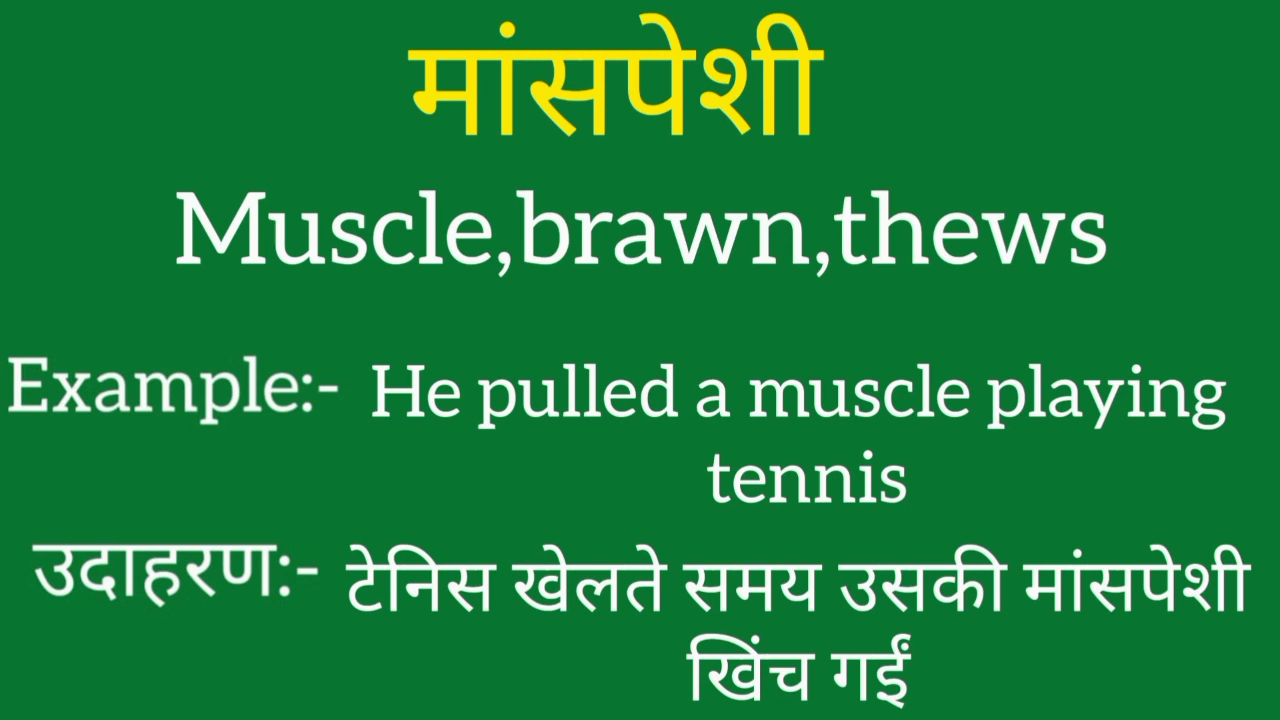 मांसपेशी
Muscle,brawn,thews
Example:- He pulled a muscle playing
tennis
उदाहरण:- टेनिस खेलते समय उसकी मांसपेशी
खिंच गईं